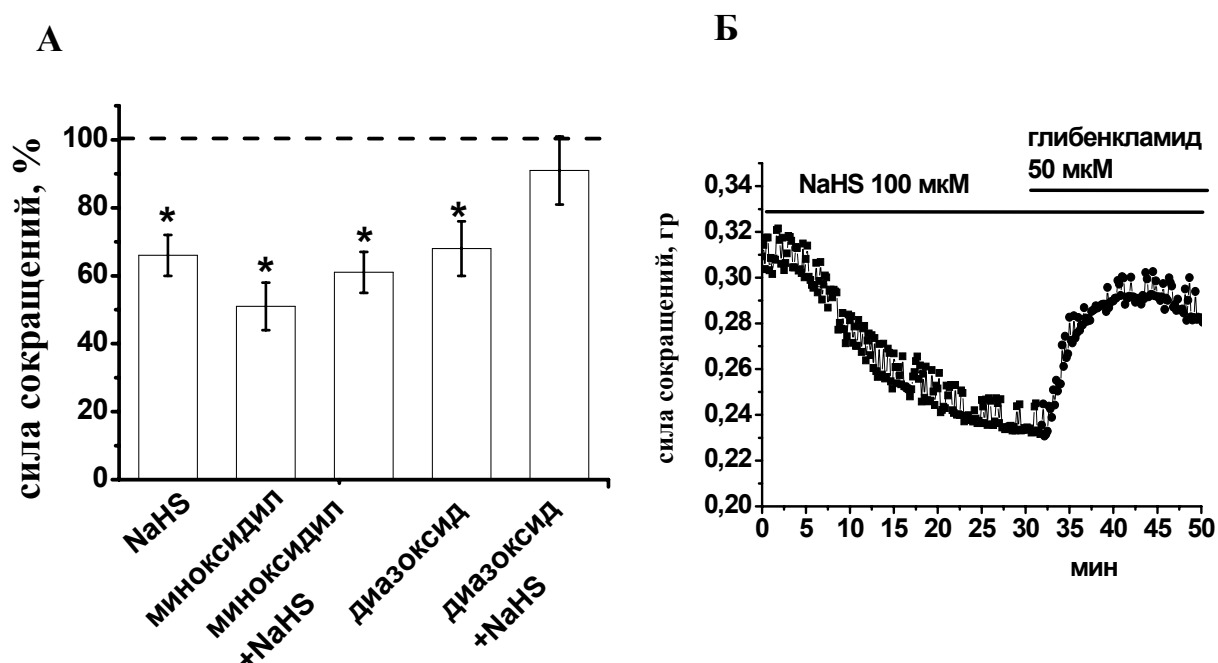 А
сила сокращений, %
100
80
60
40
20
0
*
*
*
*
NaHS
миноксидил
миноксидил
+NaHS
диазоксид
диазоксид
+NaHS
Б
глибенкламид
50 мкМ
NaHS 100 мкМ
сила сокращений, гр
0,34
0,32
0,30
0,28
0,26
0,24
0,22
0,20
0 5 10 15 20 25 30 35 40 45 50
мин